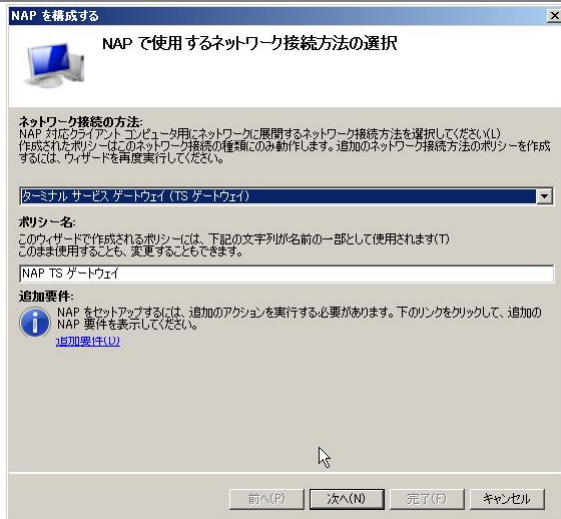 NAP を構成する
NAP で使用するネットワーク接続方法の選択
ネットワーク接続の方法:
NAP 対応クライアント コンピュータ用にネットワークに展開するネットワーク接続方法を選択してください(L)
作成されたポリシーはこのネットワーク接続の種類にのみ動作します。追加のネットワーク接続方法のポリシーを作成
するには、ウィザードを再度実行してください。
ターミナル サービス ゲートウェイ (TS ゲートウェイ)
ポリシー名:
このウィザードで作成されるポリシーには、下記の文字列が名前の一部として使用されます(T)
このまま使用することも、変更することもできます。
NAP TS ゲートウェイ
追加要件:
NAP をセットアップするには、追加のアクションを実行する必要があります。下のリンクをクリックして、追加の
NAP 要件を表示してください。
追加要件(U)
前へ(P) 次へ(N) 完了(F) キャンセル